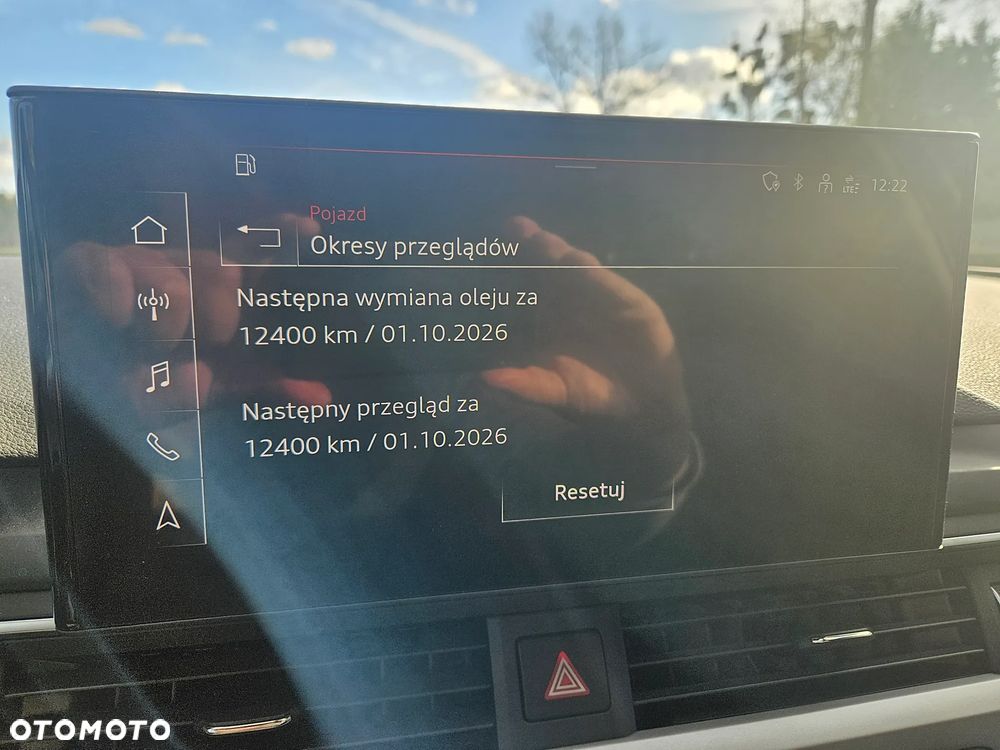 LTE
12:22
Pojazd
Okresy przeglądów
Następna wymiana oleju za
12400 km / 01.10.2026
Następny przegląd za
12400 km / 01.10.2026
Resetuj
OTOMOTO